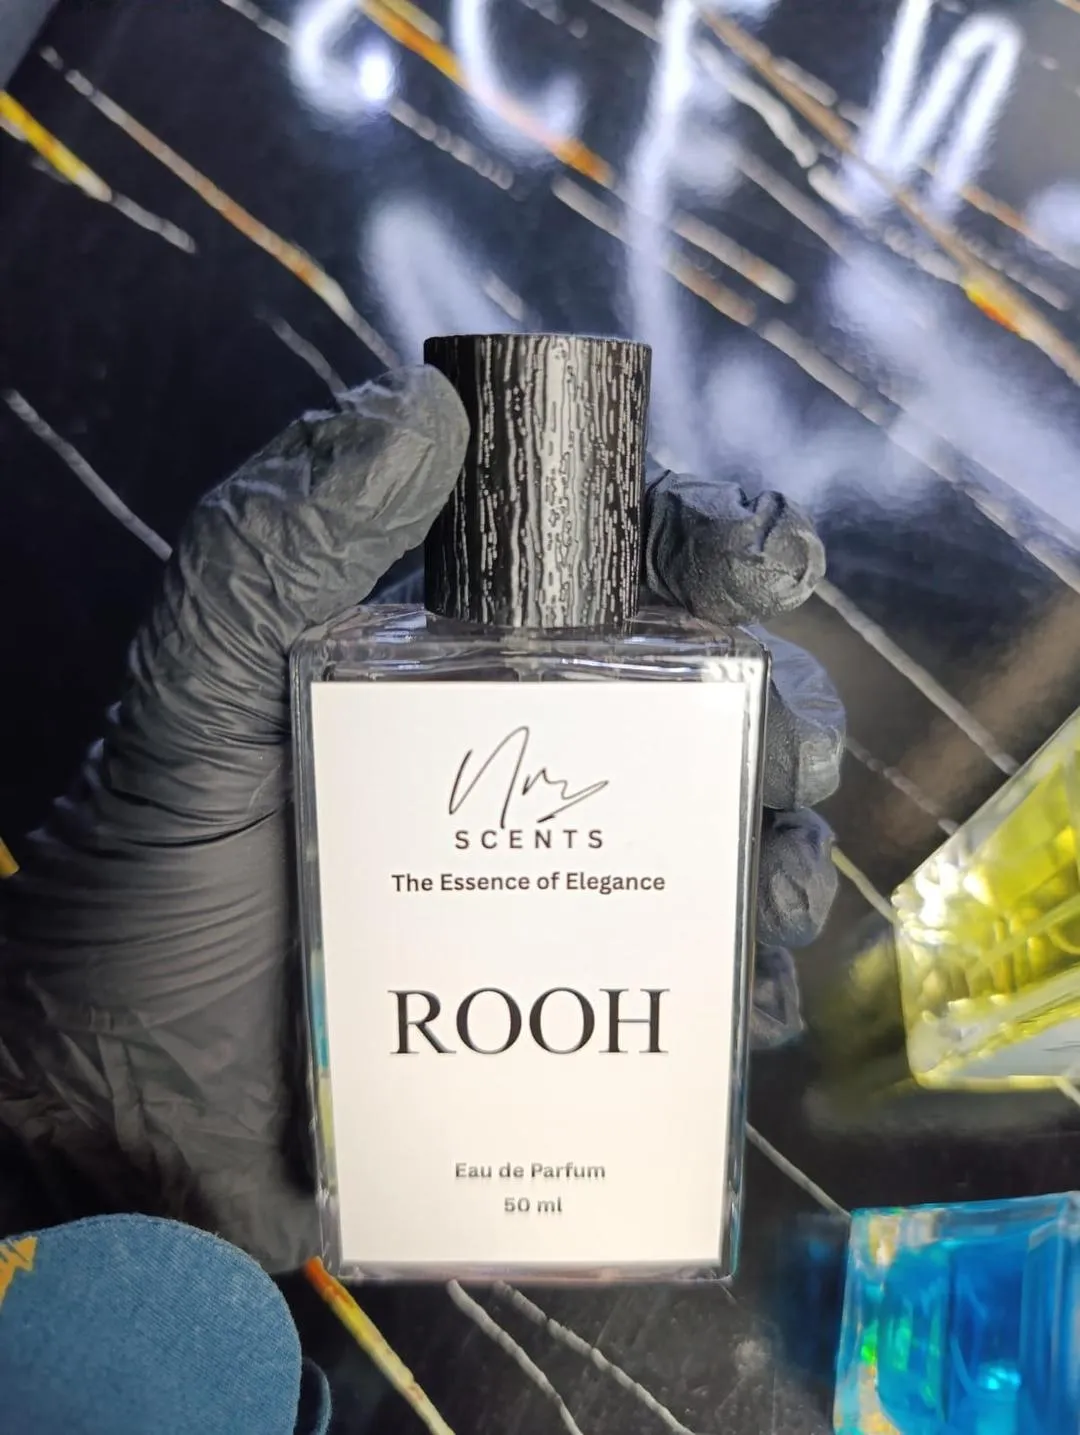 SCENTS
The Essence of Elegance
ROOH
Eau de Parfum
50 ml